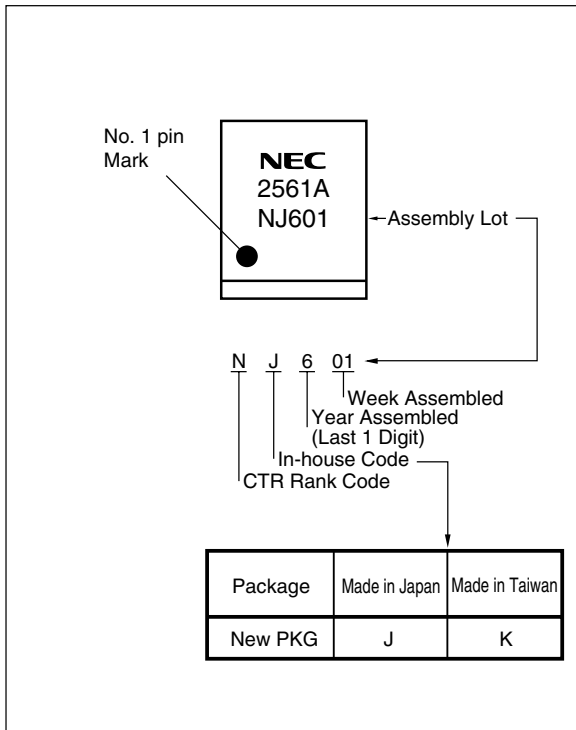 No. 1 pin
Mark
NEC
2561A
NJ601
Assembly Lot
N J 6 01
Week Assembled
Year Assembled
(Last 1 Digit)
In-house Code
CTR Rank Code
Package Made in Japan Made in Taiwan
New PKG J K